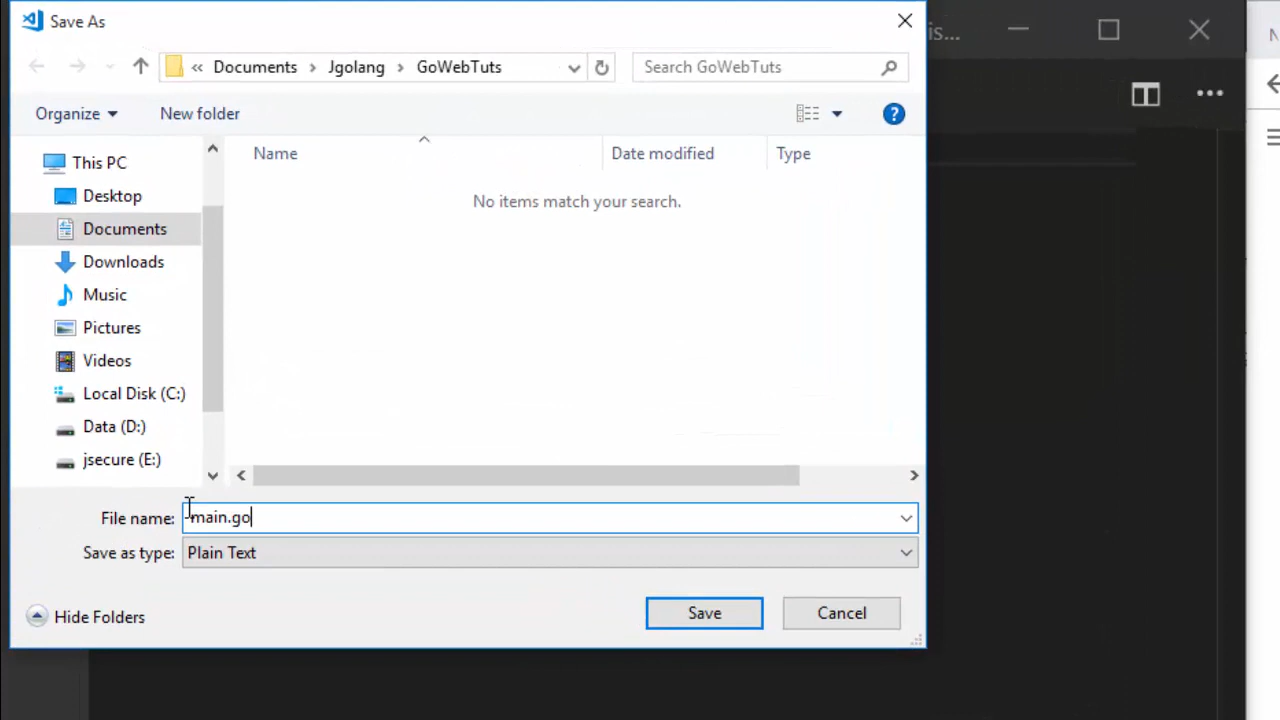 Save As
is...
« Documents › Jgolang › GoWebTuts
Search GoWebTuts
Organize
New folder
?
Name
Date modified
Type
This PC
No items match your search.
Desktop
Documents
Downloads
Music
Pictures
Videos
Local Disk (C:)
Data (D:)
jsecure (E:)
File name: main.go
Save as type: Plain Text
Hide Folders
Save
Cancel